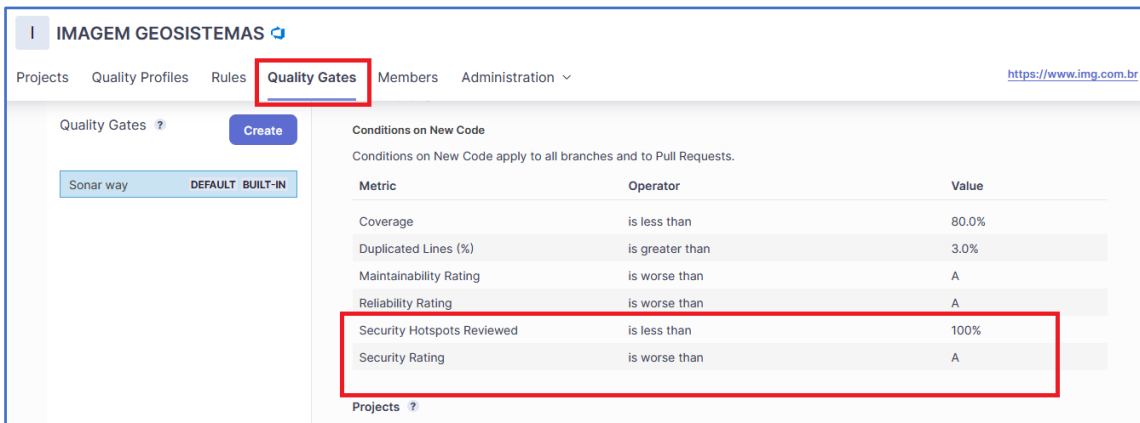 I IMAGEM GEOSISTEMAS
Projects Quality Profiles Rules Quality Gates Members Administration https://www.img.com.br
Quality Gates ? Create
Sonar way DEFAULT BUILT-IN
Conditions on New Code
Conditions on New Code apply to all branches and to Pull Requests.
Metric Operator Value
Coverage is less than 80.0%
Duplicated Lines (%) is greater than 3.0%
Maintainability Rating is worse than A
Reliability Rating is worse than A
Security Hotspots Reviewed is less than 100%
Security Rating is worse than A
Projects ?